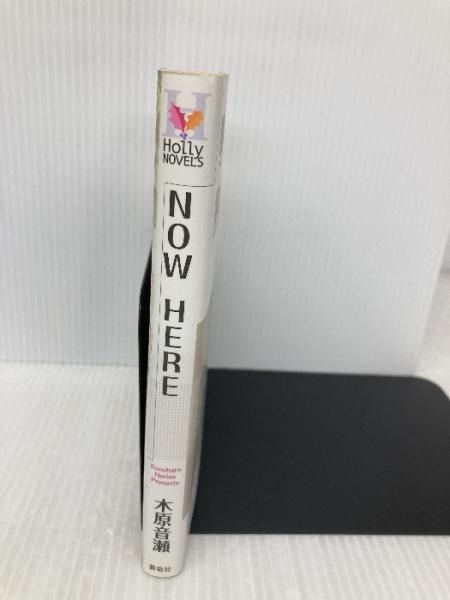 H
Holly
NOVELS
NOW HERE
Konohara
Narise
Presents
木原音瀬
蒼竜社